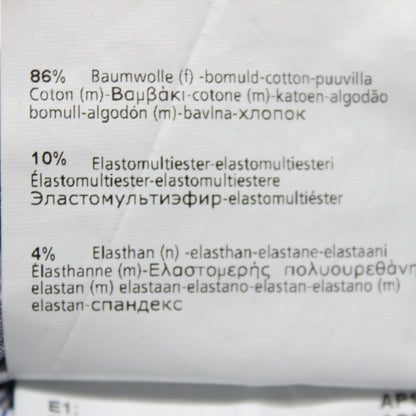 86% Baumwolle (f) -bomuld-cotton-puuvilla
Coton (m)-Βαμβάκι-cotone (m)-katoen-algodão
bomull-algodón (m)-bavlna-хлопок
10% Elastomultiester-elastomultiesteri
Élastomultiester-elastomultiestere
Эластомультиэфир-elastomultiéster
4% Elasthan (n) -elasthan-elastane-elastaani
Élasthanne (m)-Ελαστομερής πολυουρεθάνη
elastan (m) elastaan-elastano-elastan-elastano (m)
elastan-спандекс
E1: